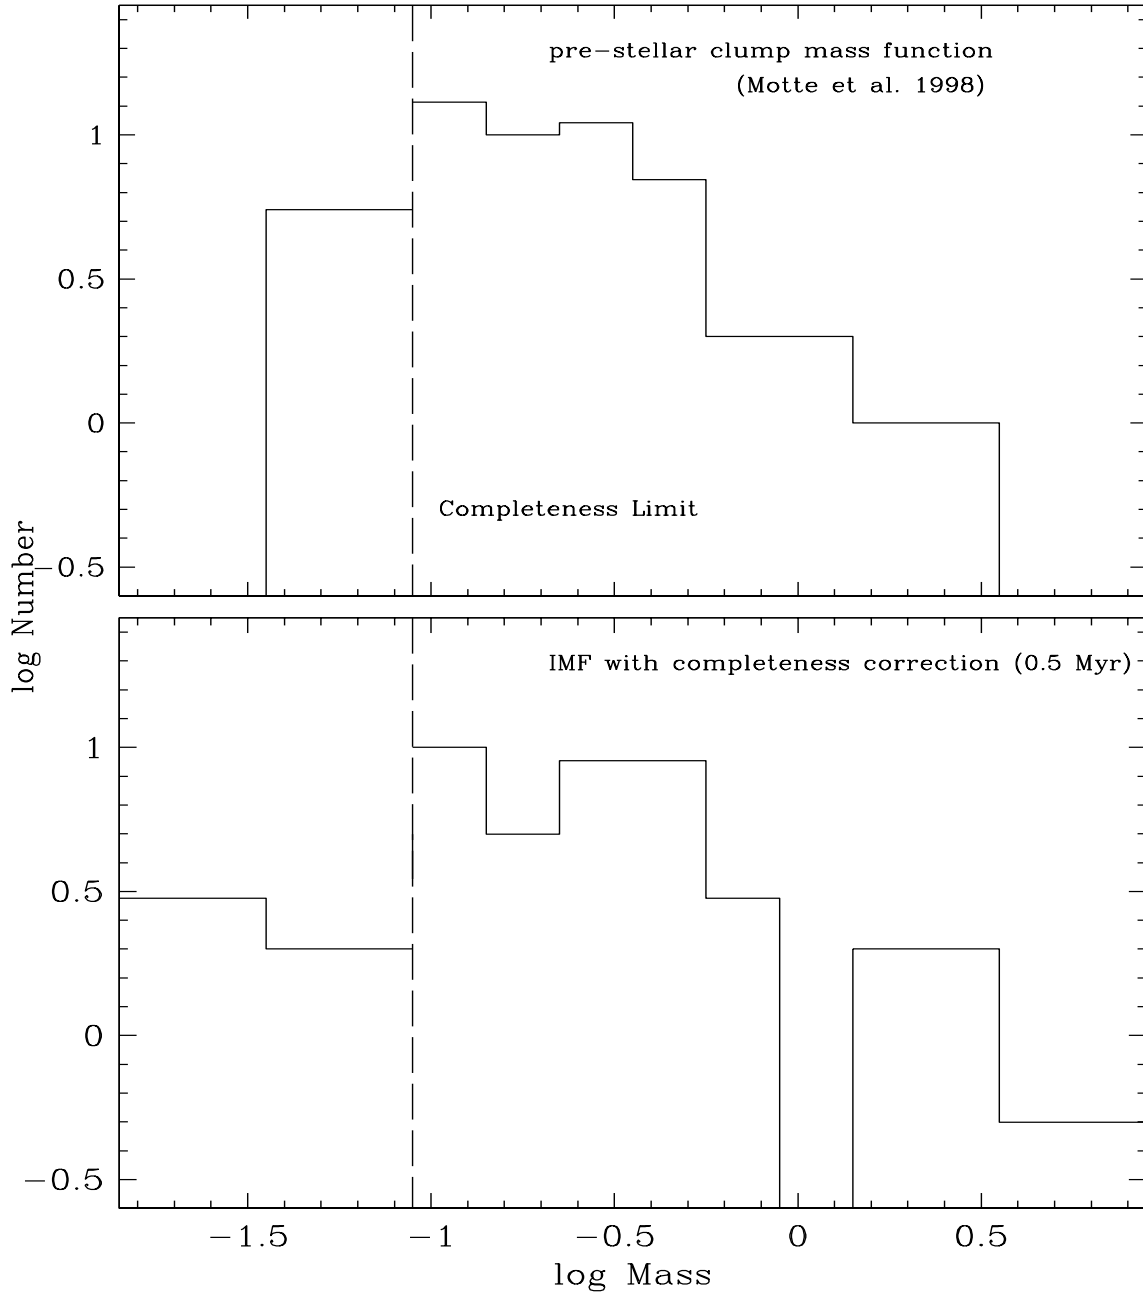 pre-stellar clump mass function
(Motte et al. 1998)
1
0.5
0
-0.5
Completeness Limit
log Number
IMF with completeness correction (0.5 Myr)
1
0.5
0
-0.5
-1.5 -1 -0.5 0 0.5
log Mass